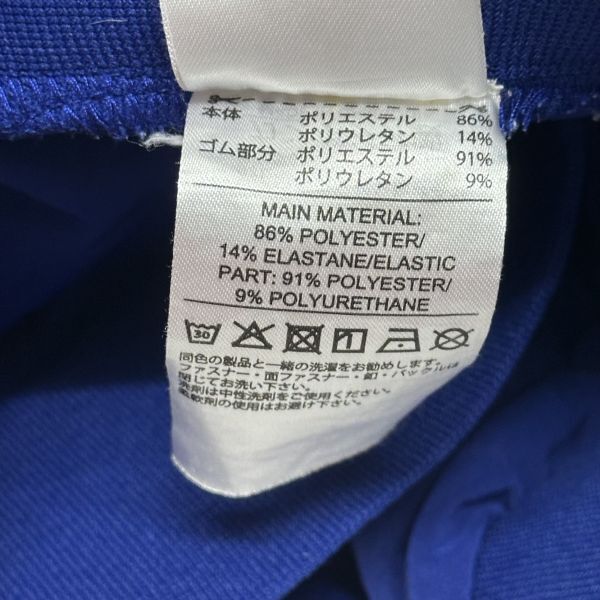 本体 ポリエステル 86%
ポリウレタン 14%
ゴム部分 ポリエステル 91%
ポリウレタン 9%
MAIN MATERIAL:
86% POLYESTER/
14% ELASTANE/ELASTIC
PART: 91% POLYESTER/
9% POLYURETHANE
30
同色の製品と一緒の洗濯をお勧めします。
ファスナー・面ファスナー・釦・バックルは
閉じてお洗い下さい。
洗剤は中性洗剤をご使用ください。
柔軟剤の使用はお避け下さい。